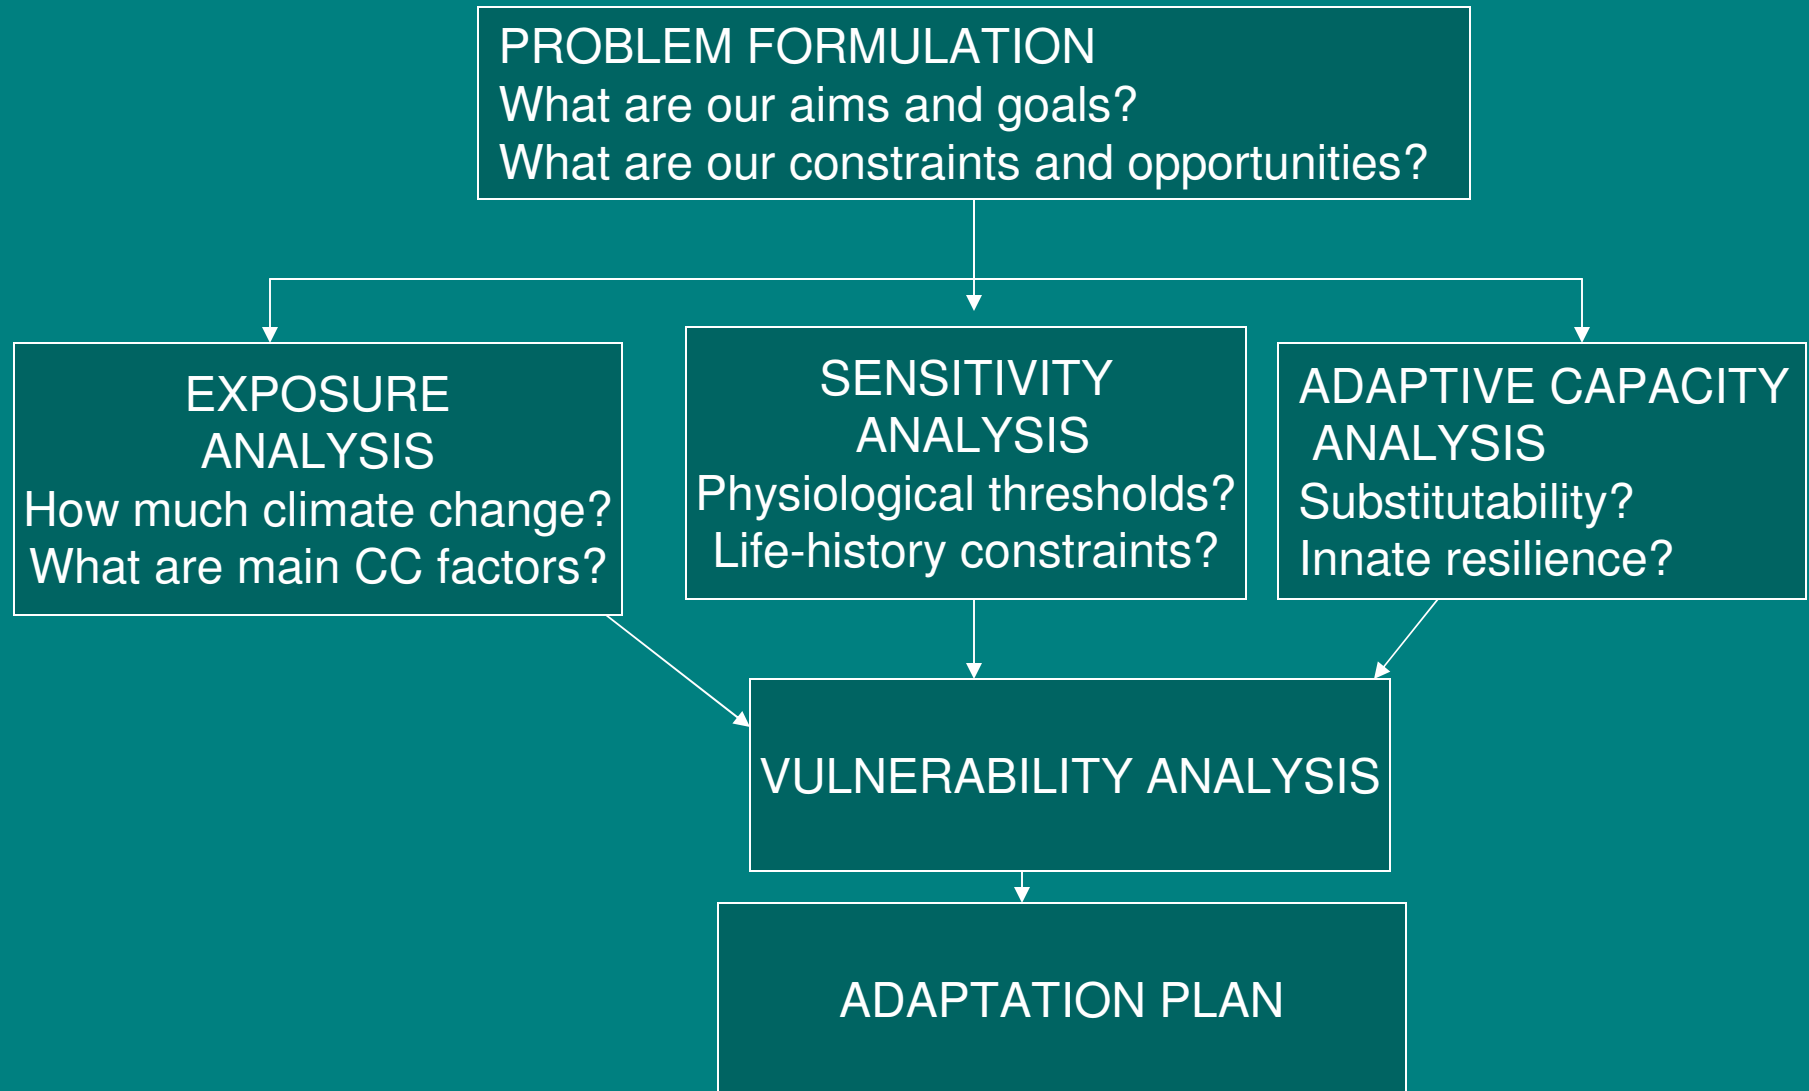 PROBLEM FORMULATION
What are our aims and goals?
What are our constraints and opportunities?
EXPOSURE
ANALYSIS
How much climate change?
What are main CC factors?
SENSITIVITY
ANALYSIS
Physiological thresholds?
Life-history constraints?
ADAPTIVE CAPACITY
ANALYSIS
Substitutability?
Innate resilience?
VULNERABILITY ANALYSIS
ADAPTATION PLAN